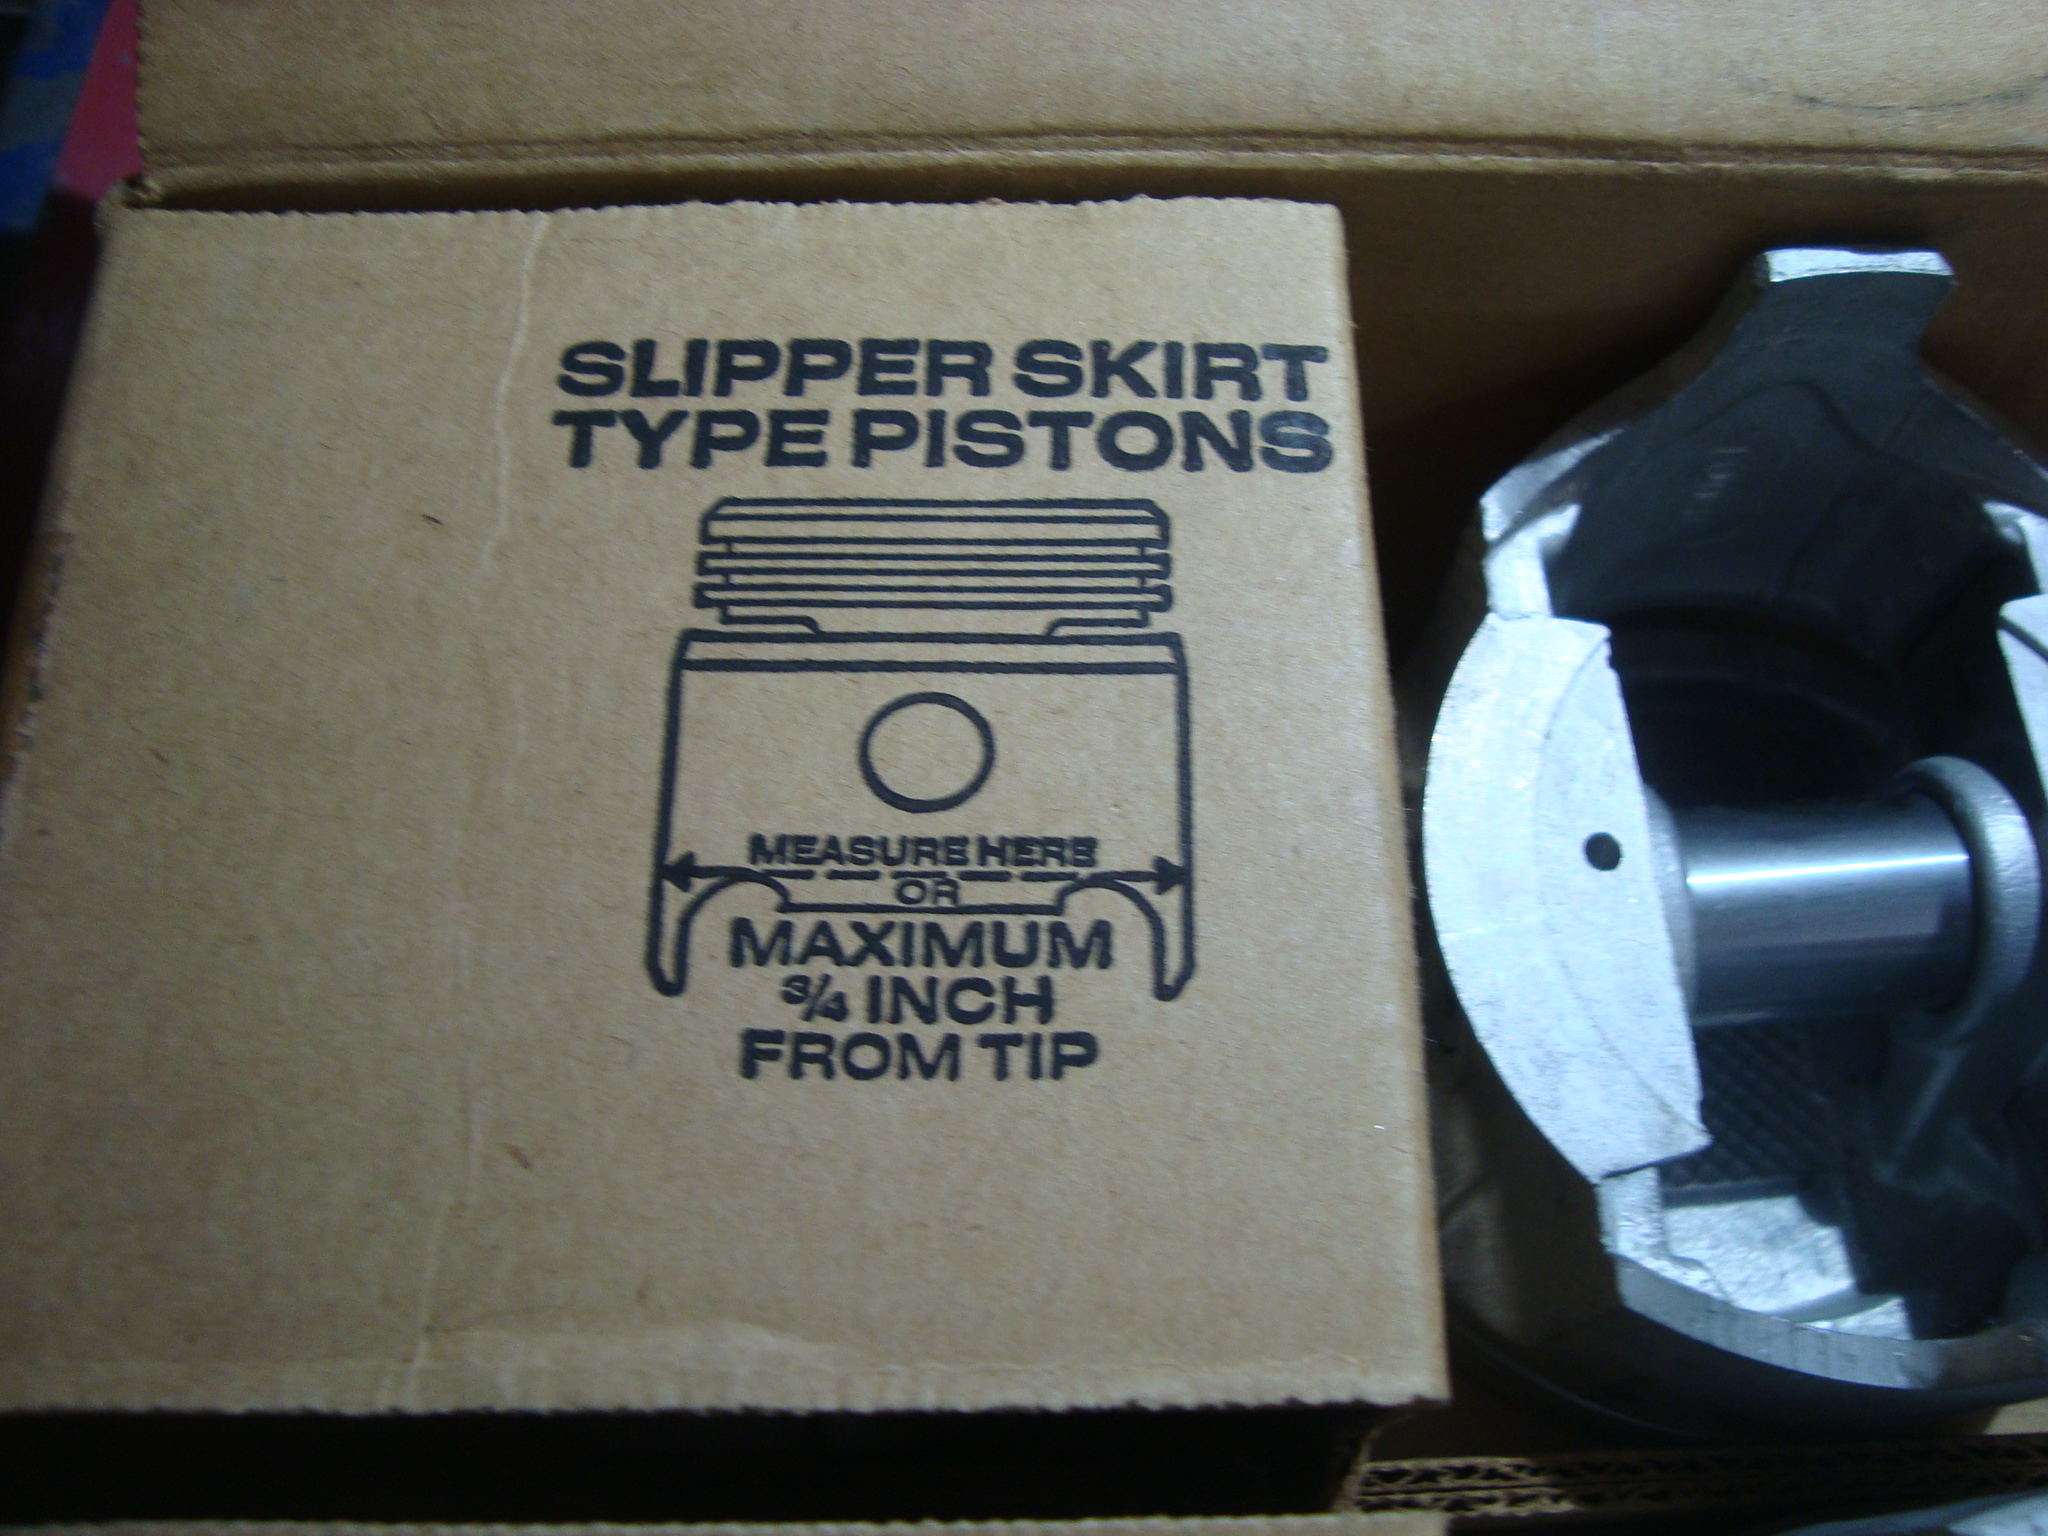 SLIPPER SKIRT
TYPE PISTONS
MEASURE HERE
OR
MAXIMUM
3/4 INCH
FROM TIP